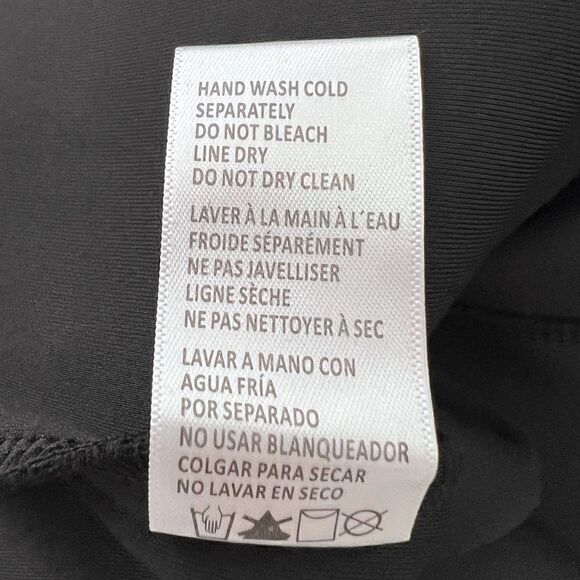 HAND WASH COLD
SEPARATELY
DO NOT BLEACH
LINE DRY
DO NOT DRY CLEAN
LAVER À LA MAIN À L´EAU
FROIDE SÉPARÉMENT
NE PAS JAVELLISER
LIGNE SÈCHE
NE PAS NETTOYER À SEC
LAVAR A MANO CON
AGUA FRÍA
POR SEPARADO
NO USAR BLANQUEADOR
COLGAR PARA SECAR
NO LAVAR EN SECO